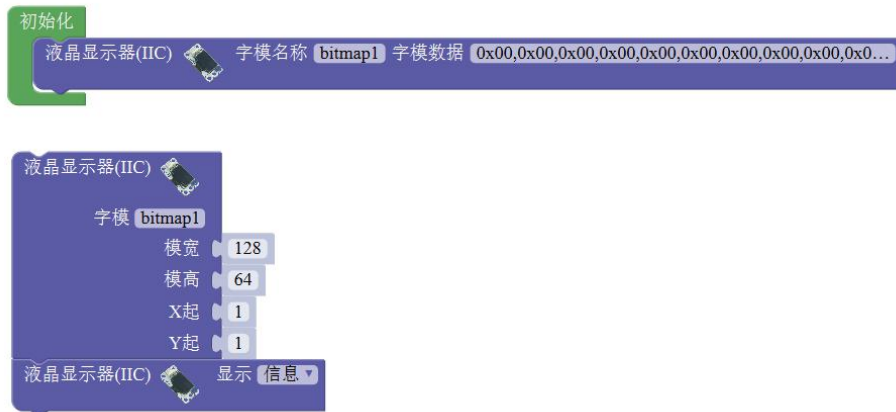 初始化
液晶显示器(IIC) 字模名称 bitmap1 字模数据 0x00,0x00,0x00,0x00,0x00,0x00,0x00,0x00,0x00,0x00,0x0...
液晶显示器(IIC)
字模 bitmap1
模宽 128
模高 64
X起 1
Y起 1
液晶显示器(IIC) 显示 信息